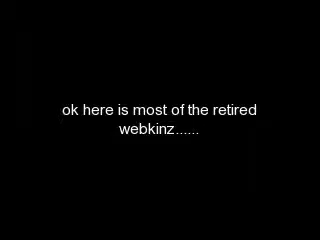 ok here is most of the retired
webkinz......